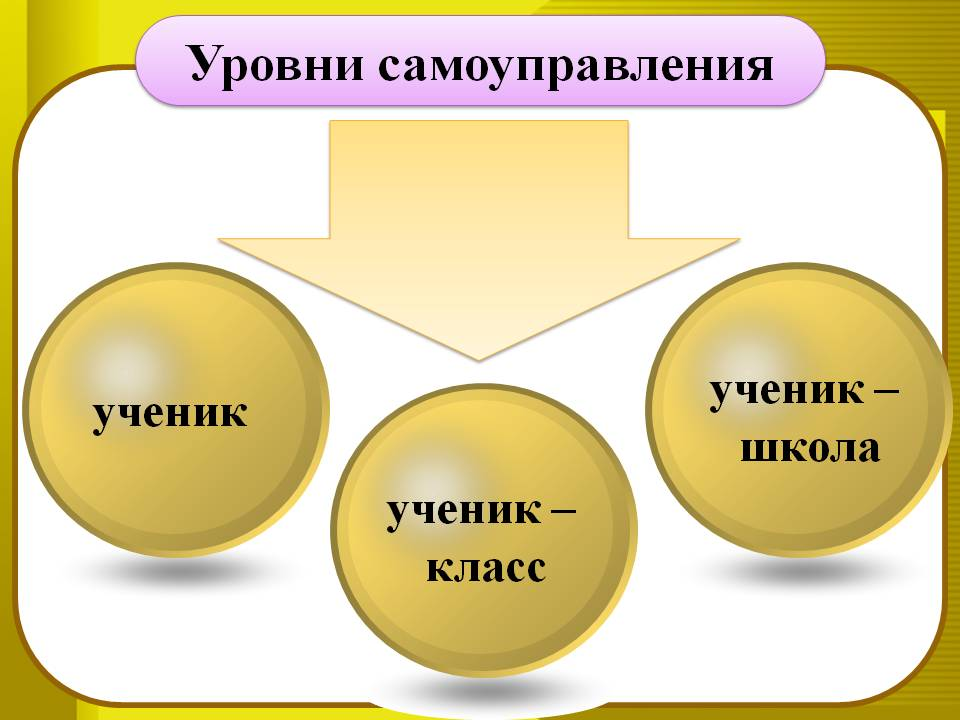 Уровни самоуправления
ученик
ученик –
класс
ученик –
школа